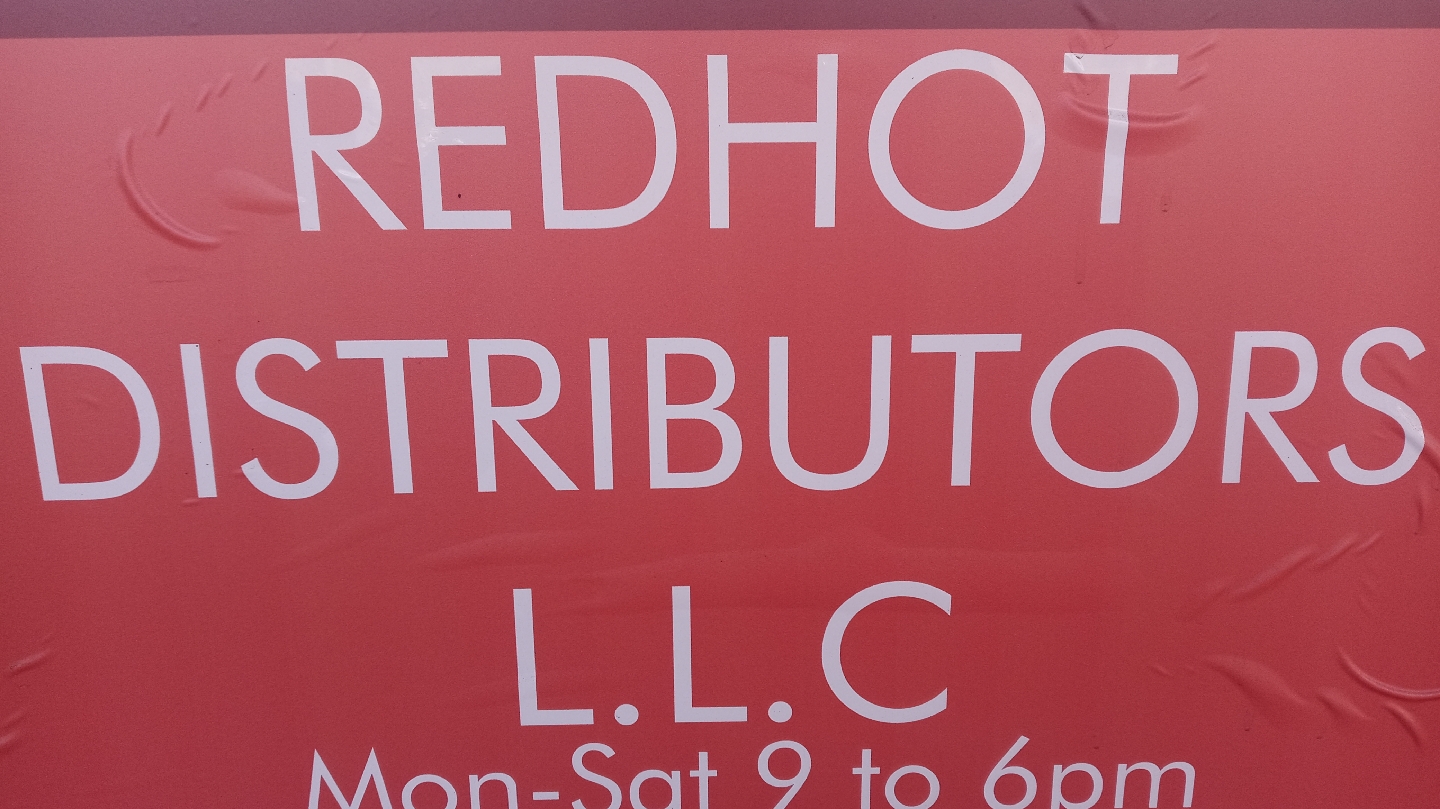 REDHOT
DISTRIBUTORS
L.L.C
Mon-Sat 9 to 6pm